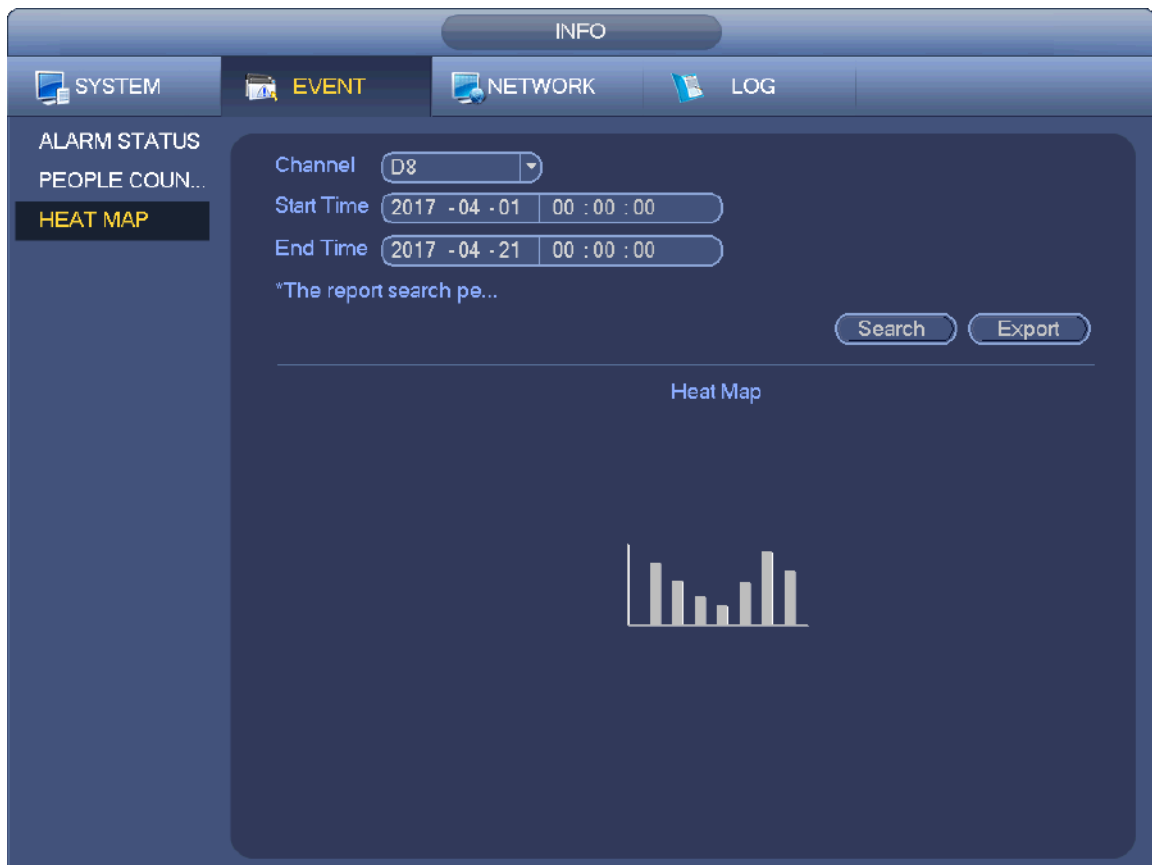 INFO
SYSTEM EVENT NETWORK LOG
ALARM STATUS
PEOPLE COUN...
HEAT MAP
Channel D8
Start Time 2017 -04 -01 00 :00 :00
End Time 2017 -04 -21 00 :00 :00
*The report search pe...
Search Export
Heat Map